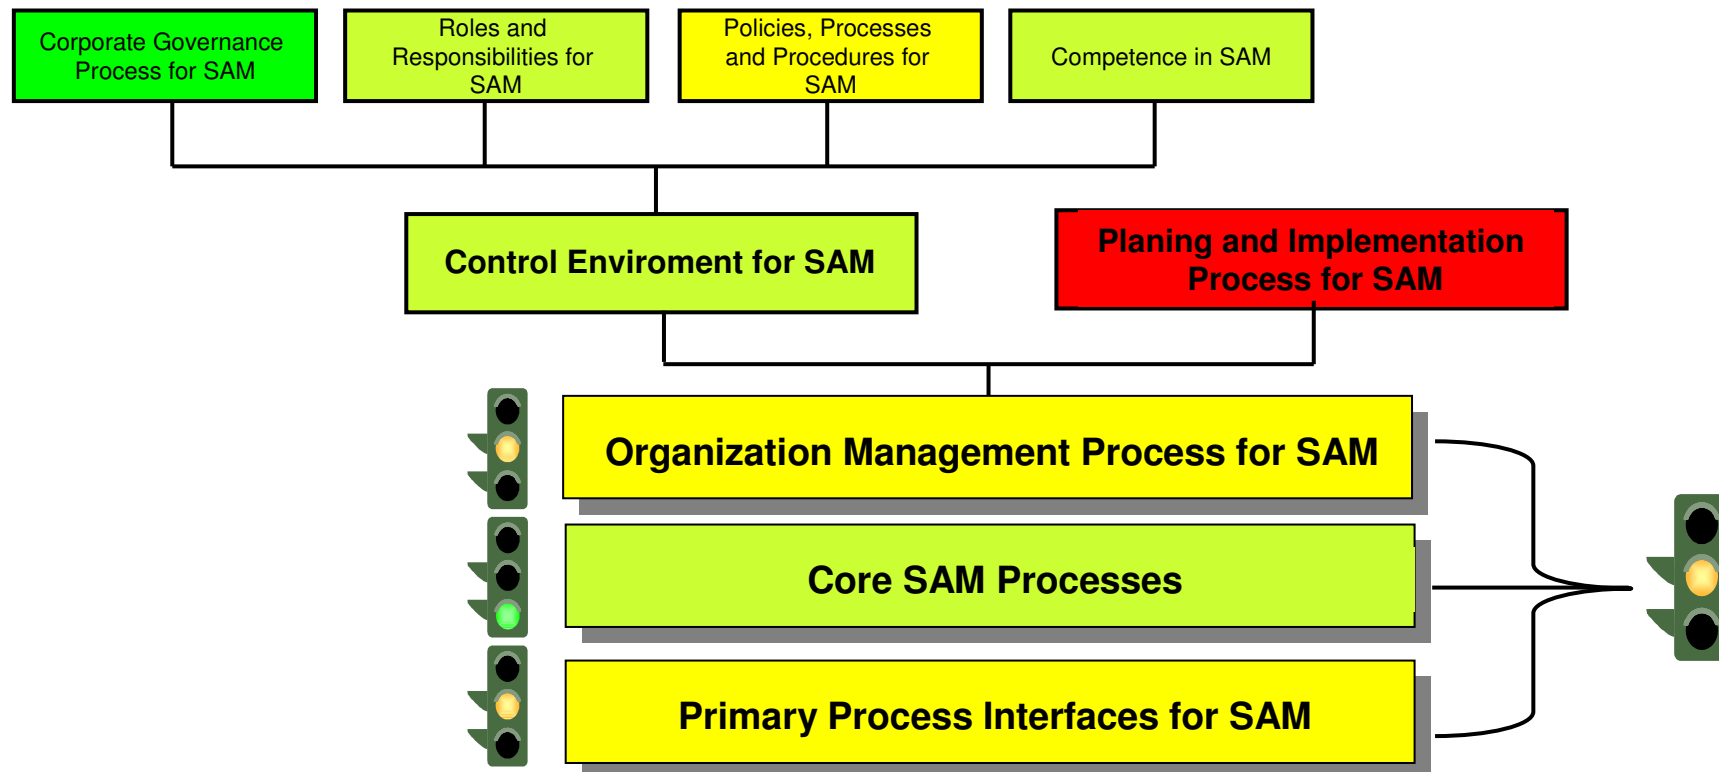 Corporate Governance
Process for SAM
Roles and
Responsibilities for
SAM
Policies, Processes
and Procedures for
SAM
Competence in SAM
Control Enviroment for SAM
Planing and Implementation
Process for SAM
Organization Management Process for SAM
Core SAM Processes
Primary Process Interfaces for SAM